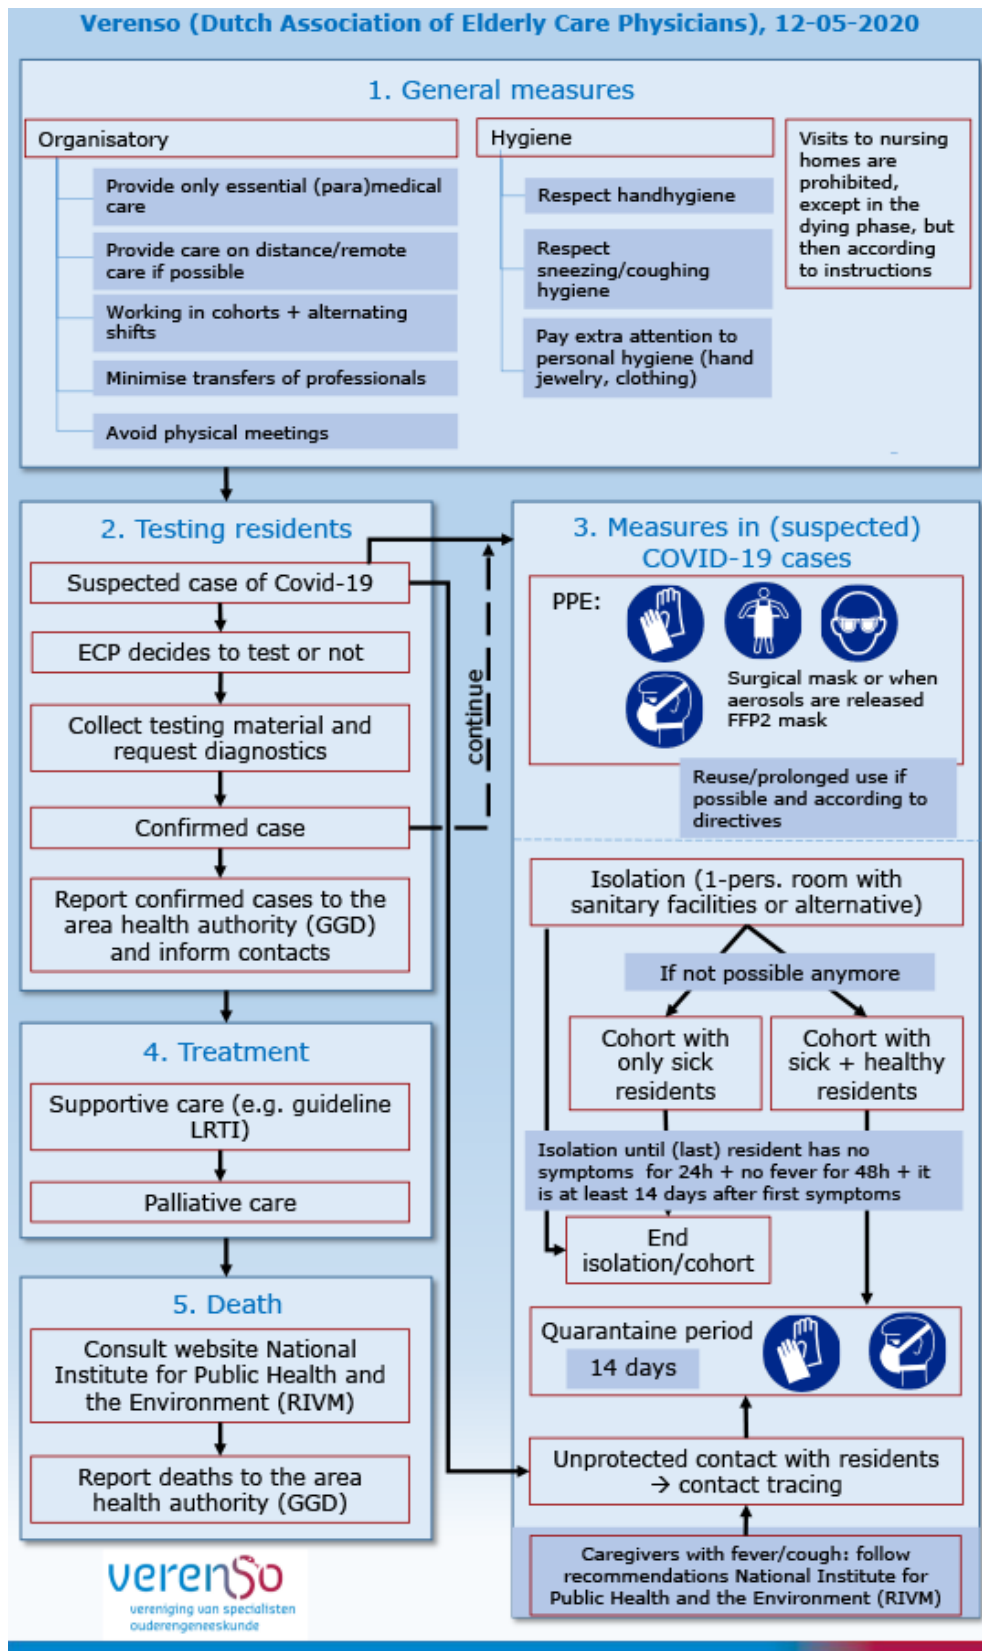 Verenso (Dutch Association of Elderly Care Physicians), 12-05-2020
1. General measures
Organisatory
Provide only essential (para)medical
care
Provide care on distance/remote
care if possible
Working in cohorts + alternating
shifts
Minimise transfers of professionals
Avoid physical meetings
Hygiene
Respect handhygiene
Respect
sneezing/coughing
hygiene
Pay extra attention to
personal hygiene (hand
jewelry, clothing)
Visits to nursing
homes are
prohibited,
except in the
dying phase, but
then according
to instructions
2. Testing residents
Suspected case of Covid-19
ECP decides to test or not
Collect testing material and
request diagnostics
Confirmed case
Report confirmed cases to the
area health authority (GGD)
and inform contacts
continue
3. Measures in (suspected)
COVID-19 cases
PPE:
Surgical mask or when
aerosols are released
FFP2 mask
Reuse/prolonged use if
possible and according to
directives
Isolation (1-pers. room with
sanitary facilities or alternative)
If not possible anymore
Cohort with
only sick
residents
Cohort with
sick + healthy
residents
Isolation until (last) resident has no
symptoms for 24h + no fever for 48h + it
is at least 14 days after first symptoms
End
isolation/cohort
Quarantaine period
14 days
Unprotected contact with residents
→ contact tracing
Caregivers with fever/cough: follow
recommendations National Institute for
Public Health and the Environment (RIVM)
4. Treatment
Supportive care (e.g. guideline
LRTI)
Palliative care
5. Death
Consult website National
Institute for Public Health and
the Environment (RIVM)
Report deaths to the area
health authority (GGD)
verenso
vereniging van specialisten
ouderengeneeskunde